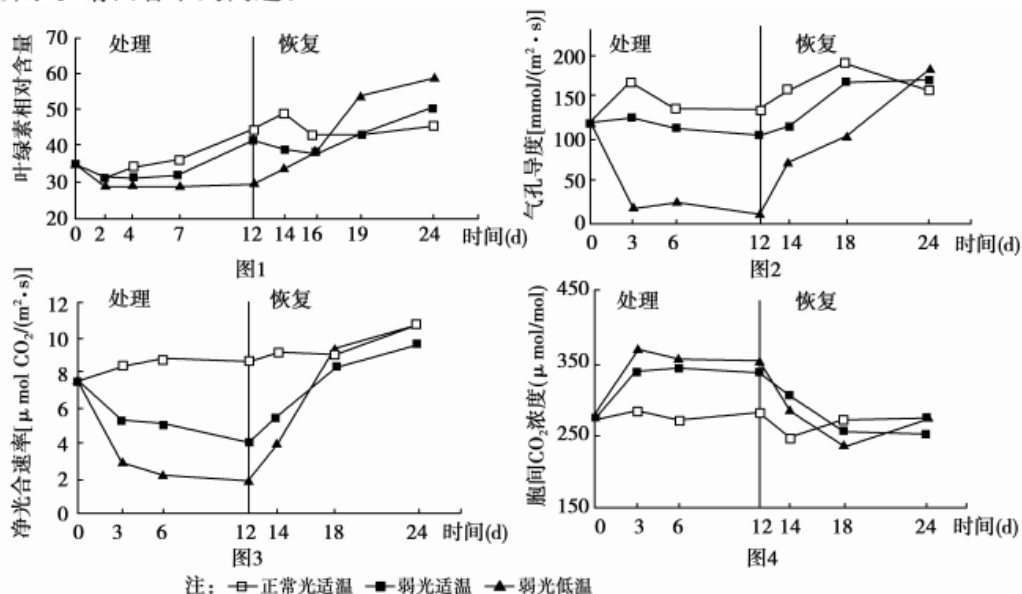 70
60
50
40
30
20
叶绿素相对含量
处理
恢复
0 2 4 7 12 14 16 19 24 时间(d)
图1
200
150
100
50
0
气孔导度[mmol/(m²·s)]
处理
恢复
0 3 6 12 14 18 24 时间(d)
图2
12
10
8
6
4
2
0
净光合速率[μ mol CO₂/(m²·s)]
处理
恢复
0 3 6 12 14 18 24 时间(d)
图3
450
350
250
150
胞间CO₂浓度(μ mol/mol)
处理
恢复
0 3 6 12 14 18 24 时间(d)
图4
注: 正常光适温 弱光适温 弱光低温